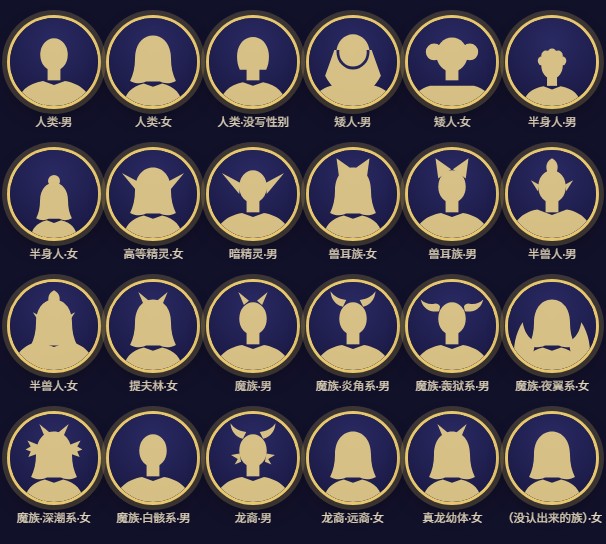 人类·男
人类·女
人类·没写性别
矮人·男
矮人·女
半身人·男
半身人·女
高等精灵·女
暗精灵·男
兽耳族·女
兽耳族·男
半兽人·男
半兽人·女
提夫林·女
魔族·男
魔族·炎角系·男
魔族·轰狱系·男
魔族·夜翼系·女
魔族·深潮系·女
魔族·白骸系·男
龙裔·男
龙裔·远裔·女
真龙幼体·女
(没认出来的族)·女